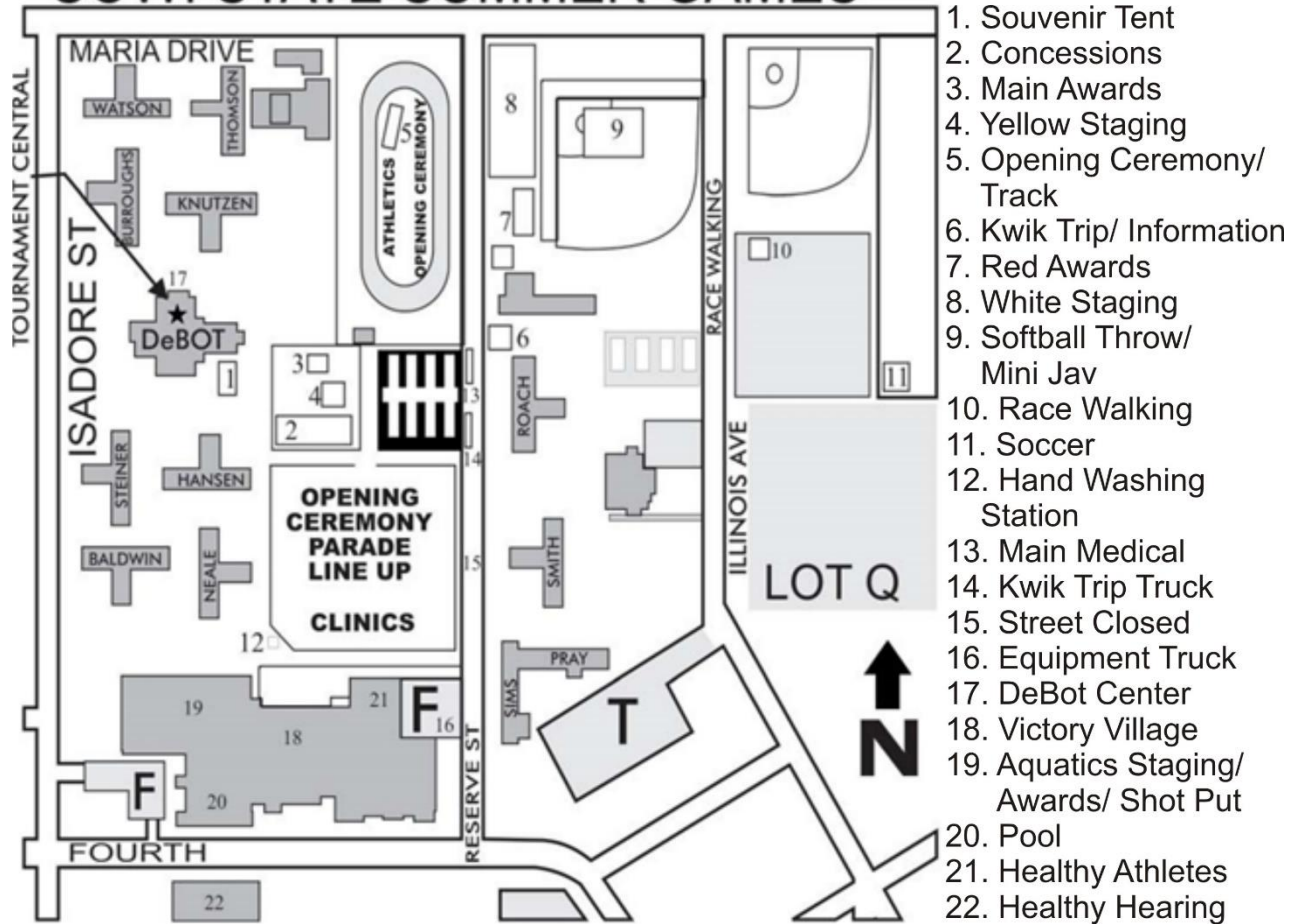 MARIA DRIVE
WATSON
THOMSON
TOURNAMENT CENTRAL
BURROUGHS
KNUTZEN
ISADORE ST
17
DeBOT
1
5
ATHLETICS
OPENING CEREMONY
8
9
7
6
RACE WALKING
10
11
3
4
2
13
14
ROACH
STEINER
HANSEN
BALDWIN
NEALE
OPENING
CEREMONY
PARADE
LINE UP
CLINICS
12
15
SMITH
ILLINOIS AVE
LOT Q
PRAY
SIMS
T
N
19
18
21
F
16
F
20
RESERVE ST
FOURTH
22
1. Souvenir Tent
2. Concessions
3. Main Awards
4. Yellow Staging
5. Opening Ceremony/
Track
6. Kwik Trip/ Information
7. Red Awards
8. White Staging
9. Softball Throw/
Mini Jav
10. Race Walking
11. Soccer
12. Hand Washing
Station
13. Main Medical
14. Kwik Trip Truck
15. Street Closed
16. Equipment Truck
17. DeBot Center
18. Victory Village
19. Aquatics Staging/
Awards/ Shot Put
20. Pool
21. Healthy Athletes
22. Healthy Hearing